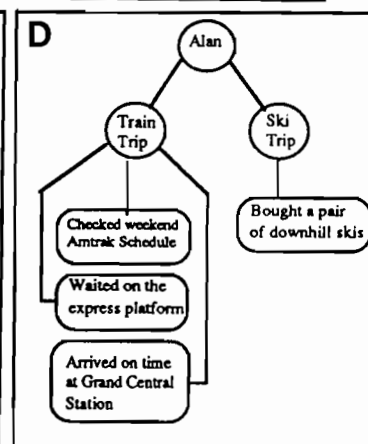 D
Alan
Train
Trip
Ski
Trip
Checked weekend
Amtrak Schedule
Bought a pair
of downhill skis
Waited on the
express platform
Arrived on time
at Grand Central
Station